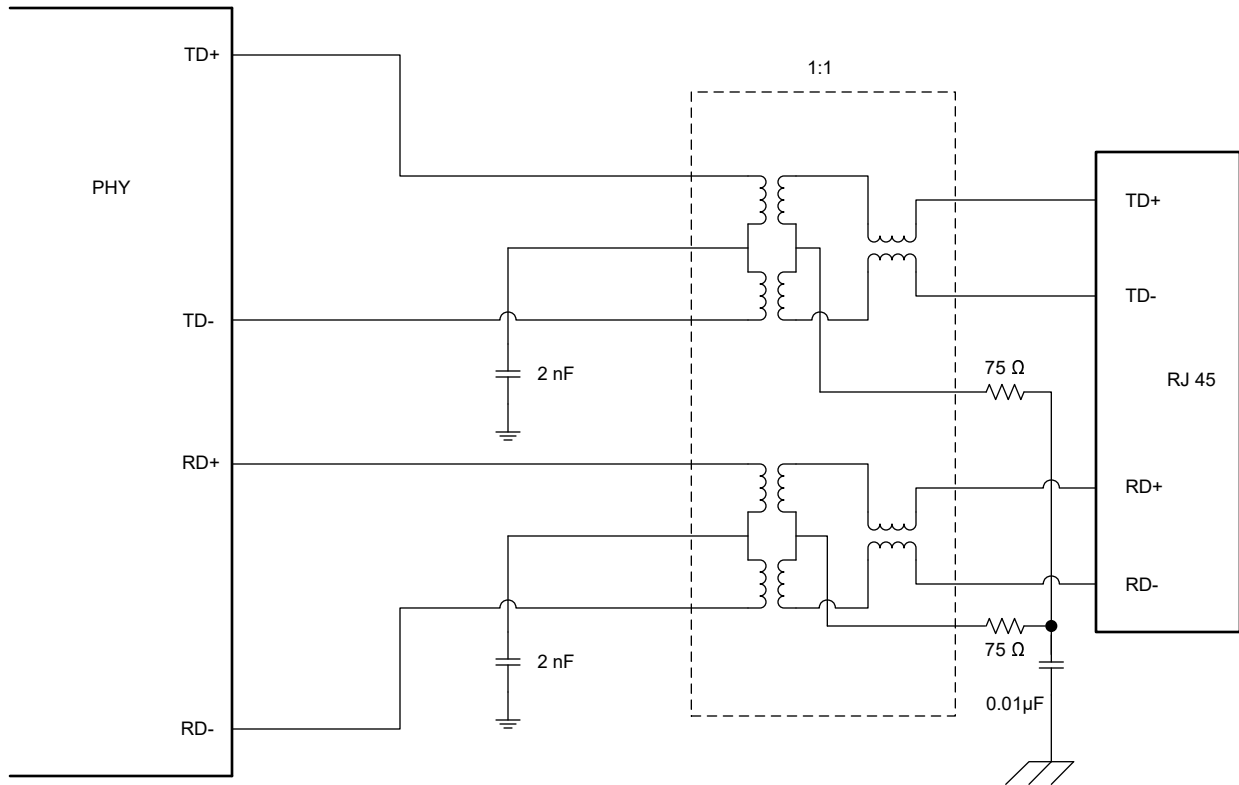 1:1
TD+
PHY
TD-
2 nF
RD+
2 nF
RD-
75 Ω
75 Ω
0.01µF
TD+
TD-
RJ 45
RD+
RD-